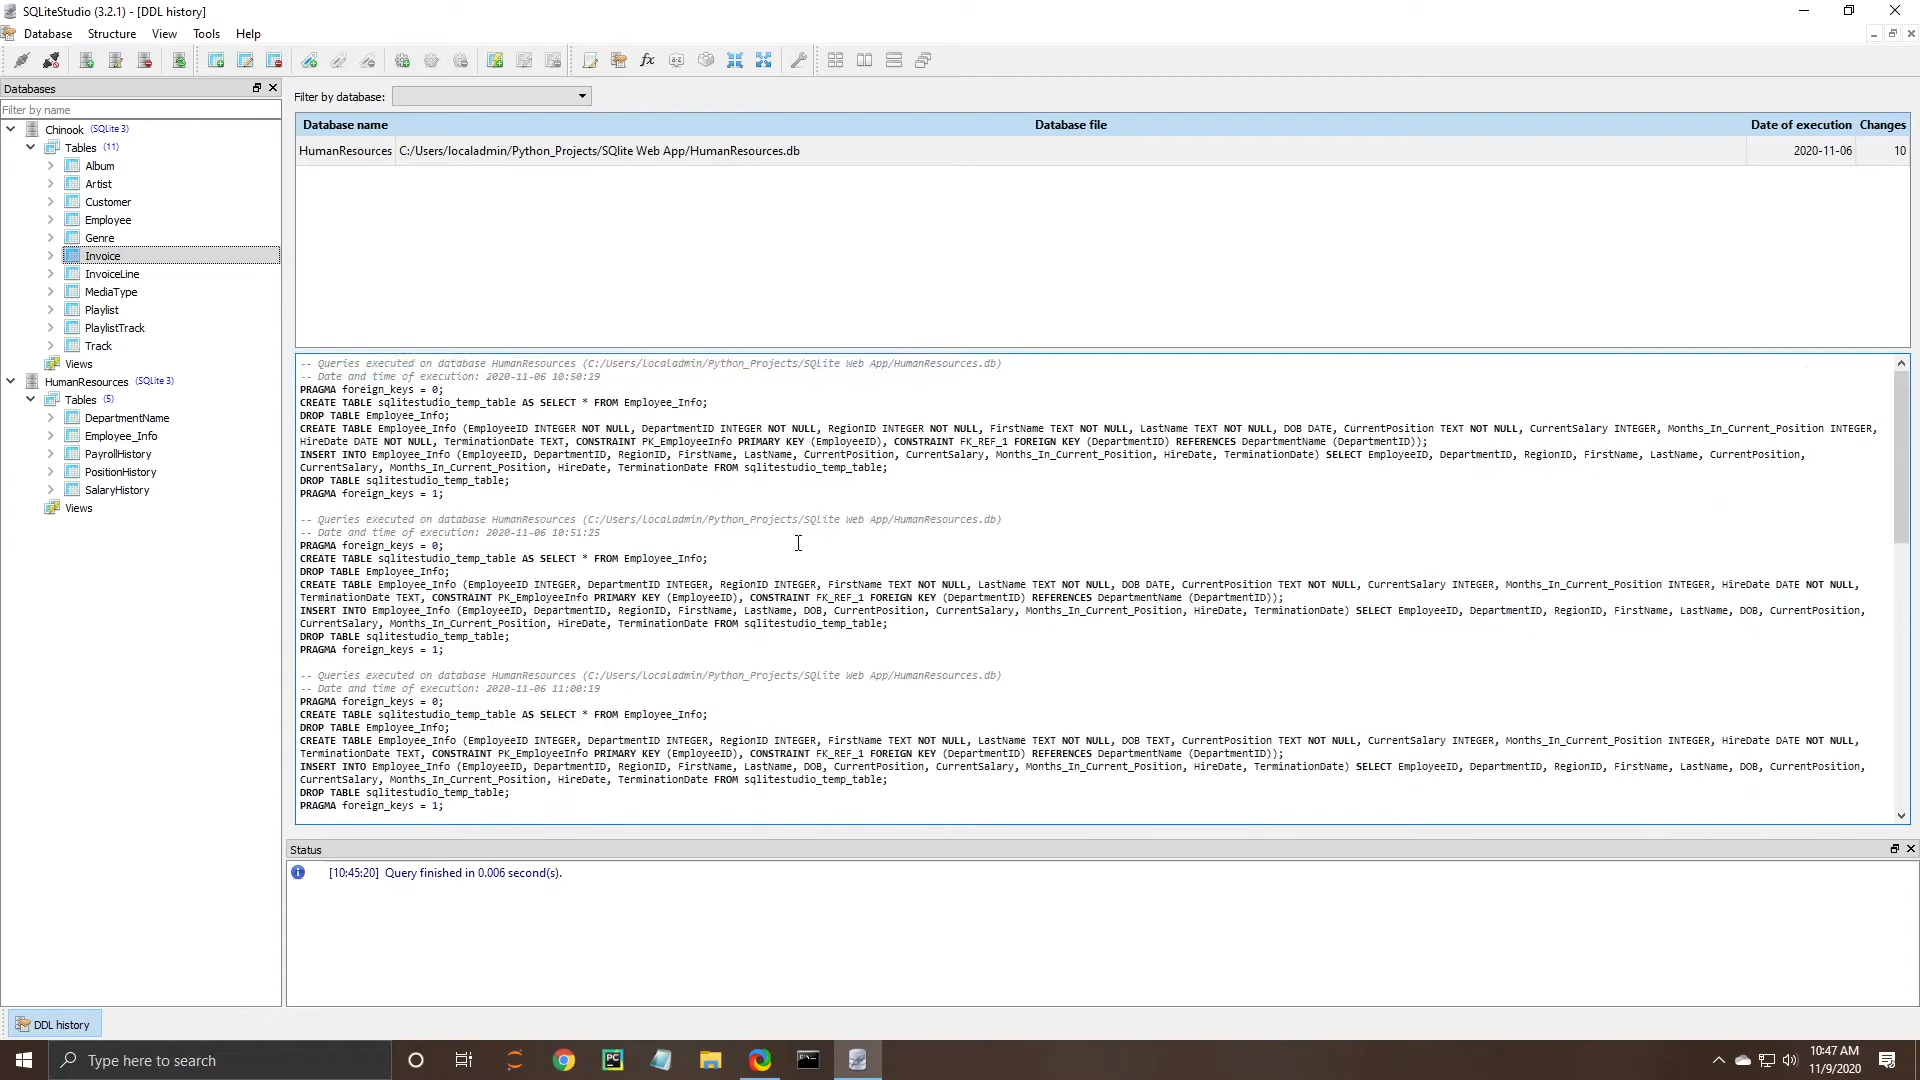 SQLiteStudio (3.2.1) - [DDL history]
Database Structure View Tools Help
Databases
Filter by name
Chinook (SQLite 3)
Tables (11)
Album
Artist
Customer
Employee
Genre
Invoice
InvoiceLine
MediaType
Playlist
PlaylistTrack
Track
Views
HumanResources (SQLite 3)
Tables (5)
DepartmentName
Employee_Info
PayrollHistory
PositionHistory
SalaryHistory
Views
Filter by database:
Database name Database file Date of execution Changes
HumanResources C:/Users/localadmin/Python_Projects/SQlite Web App/HumanResources.db 2020-11-06 10
-- Queries executed on database HumanResources (C:/Users/localadmin/Python_Projects/SQlite Web App/HumanResources.db)
-- Date and time of execution: 2020-11-06 10:50:29
PRAGMA foreign_keys = 0;
CREATE TABLE sqlitestudio_temp_table AS SELECT * FROM Employee_Info;
DROP TABLE Employee_Info;
CREATE TABLE Employee_Info (EmployeeID INTEGER NOT NULL, DepartmentID INTEGER NOT NULL, RegionID INTEGER NOT NULL, FirstName TEXT NOT NULL, LastName TEXT NOT NULL, DOB DATE, CurrentPosition TEXT NOT NULL, CurrentSalary INTEGER, Months_In_Current_Position INTEGER,
HireDate DATE NOT NULL, TerminationDate TEXT, CONSTRAINT PK_EmployeeInfo PRIMARY KEY (EmployeeID), CONSTRAINT FK_REF_1 FOREIGN KEY (DepartmentID) REFERENCES DepartmentName (DepartmentID));
INSERT INTO Employee_Info (EmployeeID, DepartmentID, RegionID, FirstName, LastName, CurrentPosition, CurrentSalary, Months_In_Current_Position, HireDate, TerminationDate) SELECT EmployeeID, DepartmentID, RegionID, FirstName, LastName, CurrentPosition,
CurrentSalary, Months_In_Current_Position, HireDate, TerminationDate FROM sqlitestudio_temp_table;
DROP TABLE sqlitestudio_temp_table;
PRAGMA foreign_keys = 1;
-- Queries executed on database HumanResources (C:/Users/localadmin/Python_Projects/SQlite Web App/HumanResources.db)
-- Date and time of execution: 2020-11-06 10:51:25
PRAGMA foreign_keys = 0;
CREATE TABLE sqlitestudio_temp_table AS SELECT * FROM Employee_Info;
DROP TABLE Employee_Info;
CREATE TABLE Employee_Info (EmployeeID INTEGER, DepartmentID INTEGER, RegionID INTEGER, FirstName TEXT NOT NULL, LastName TEXT NOT NULL, DOB DATE, CurrentPosition TEXT NOT NULL, CurrentSalary INTEGER, Months_In_Current_Position INTEGER, HireDate DATE NOT NULL,
TerminationDate TEXT, CONSTRAINT PK_EmployeeInfo PRIMARY KEY (EmployeeID), CONSTRAINT FK_REF_1 FOREIGN KEY (DepartmentID) REFERENCES DepartmentName (DepartmentID));
INSERT INTO Employee_Info (EmployeeID, DepartmentID, RegionID, FirstName, LastName, DOB, CurrentPosition, CurrentSalary, Months_In_Current_Position, HireDate, TerminationDate) SELECT EmployeeID, DepartmentID, RegionID, FirstName, LastName, DOB, CurrentPosition,
CurrentSalary, Months_In_Current_Position, HireDate, TerminationDate FROM sqlitestudio_temp_table;
DROP TABLE sqlitestudio_temp_table;
PRAGMA foreign_keys = 1;
-- Queries executed on database HumanResources (C:/Users/localadmin/Python_Projects/SQlite Web App/HumanResources.db)
-- Date and time of execution: 2020-11-06 11:00:19
PRAGMA foreign_keys = 0;
CREATE TABLE sqlitestudio_temp_table AS SELECT * FROM Employee_Info;
DROP TABLE Employee_Info;
CREATE TABLE Employee_Info (EmployeeID INTEGER, DepartmentID INTEGER, RegionID INTEGER, FirstName TEXT NOT NULL, LastName TEXT NOT NULL, DOB TEXT, CurrentPosition TEXT NOT NULL, CurrentSalary INTEGER, Months_In_Current_Position INTEGER, HireDate DATE NOT NULL,
TerminationDate TEXT, CONSTRAINT PK_EmployeeInfo PRIMARY KEY (EmployeeID), CONSTRAINT FK_REF_1 FOREIGN KEY (DepartmentID) REFERENCES DepartmentName (DepartmentID));
INSERT INTO Employee_Info (EmployeeID, DepartmentID, RegionID, FirstName, LastName, DOB, CurrentPosition, CurrentSalary, Months_In_Current_Position, HireDate, TerminationDate) SELECT EmployeeID, DepartmentID, RegionID, FirstName, LastName, DOB, CurrentPosition,
CurrentSalary, Months_In_Current_Position, HireDate, TerminationDate FROM sqlitestudio_temp_table;
DROP TABLE sqlitestudio_temp_table;
PRAGMA foreign_keys = 1;
Status
[10:45:20] Query finished in 0.006 second(s).
DDL history
Type here to search
10:47 AM
11/9/2020